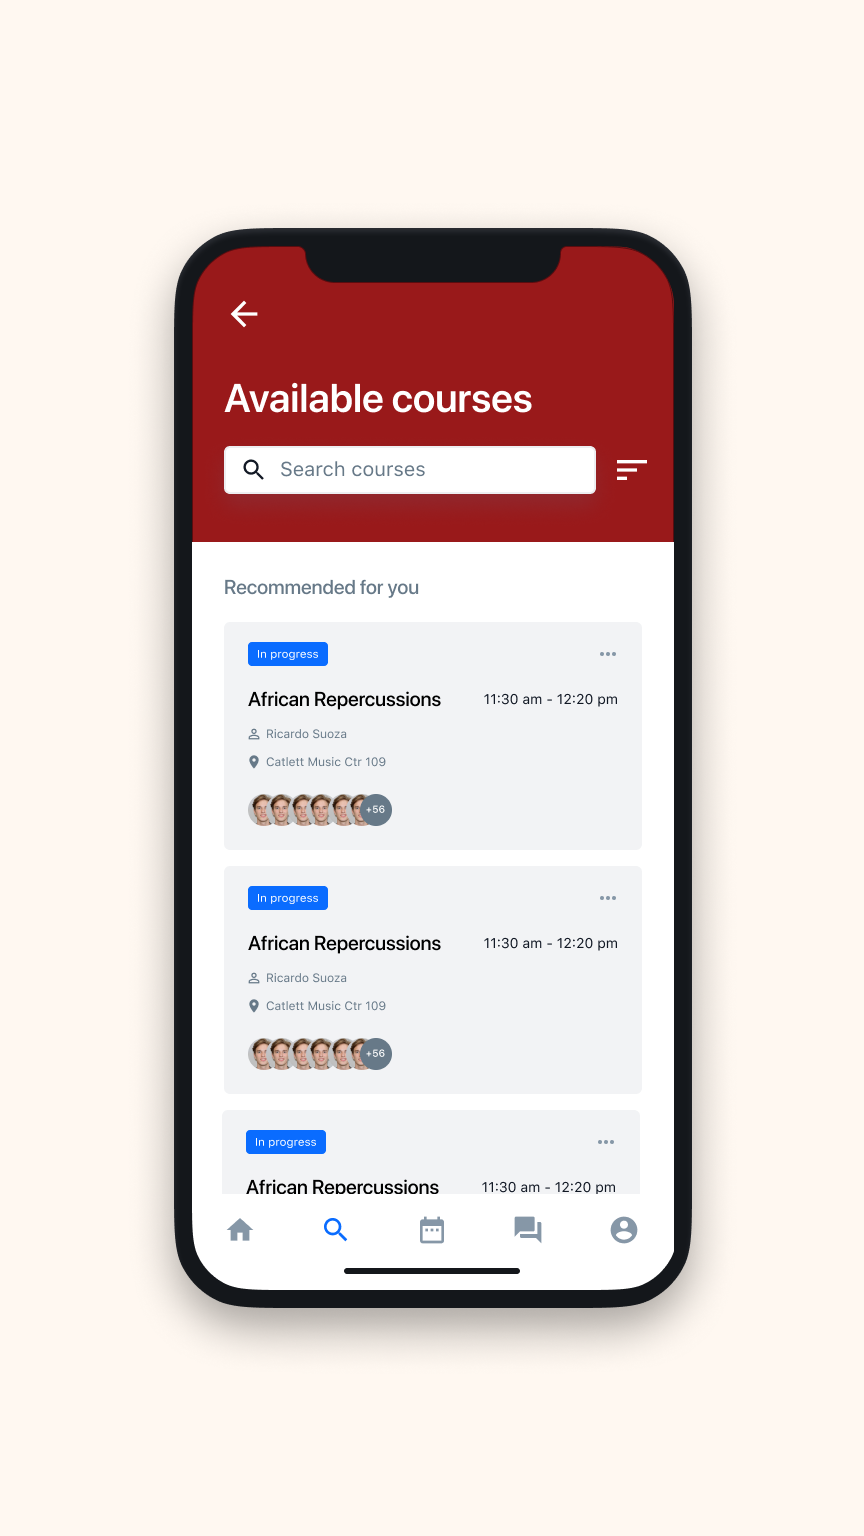 Available courses
Search courses
Recommended for you
In progress
African Repercussions 11:30 am - 12:20 pm
Ricardo Suoza
Catlett Music Ctr 109
+56
In progress
African Repercussions 11:30 am - 12:20 pm
Ricardo Suoza
Catlett Music Ctr 109
+56
In progress
African Repercussions 11:30 am - 12:20 pm